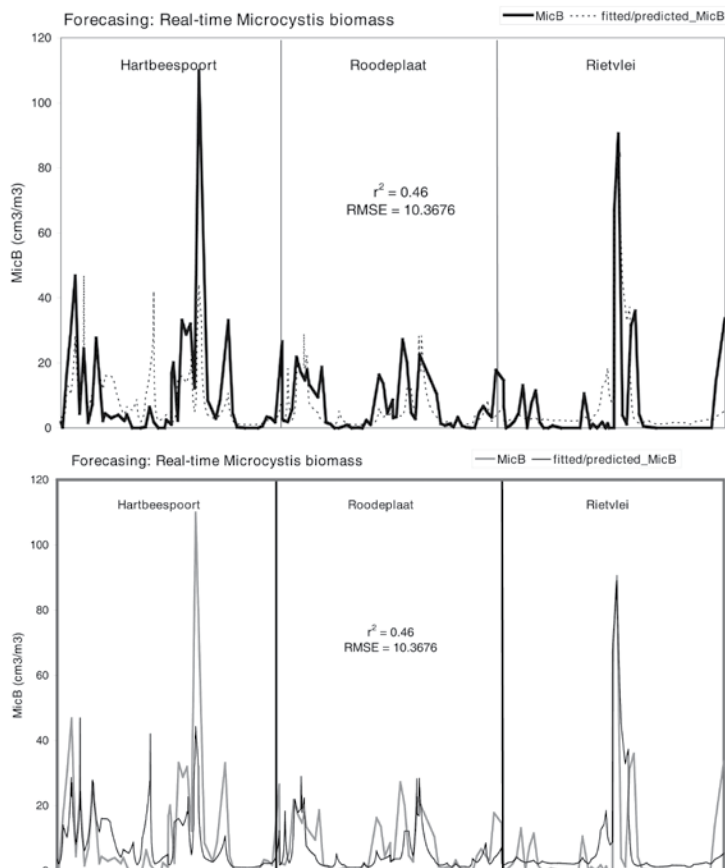 Forecasing: Real-time Microcystis biomass
MicB fitted/predicted_MicB
120
Hartbeespoort Roodeplaat Rietvlei
100
80
r² = 0.46
RMSE = 10.3676
60
MicB (cm3/m3)
40
20
0
Forecasing: Real-time Microcystis biomass
MicB fitted/predicted_MicB
120
Hartbeespoort Roodeplaat Rietvlei
100
80
r² = 0.46
RMSE = 10.3676
60
MicB (cm3/m3)
40
20
0